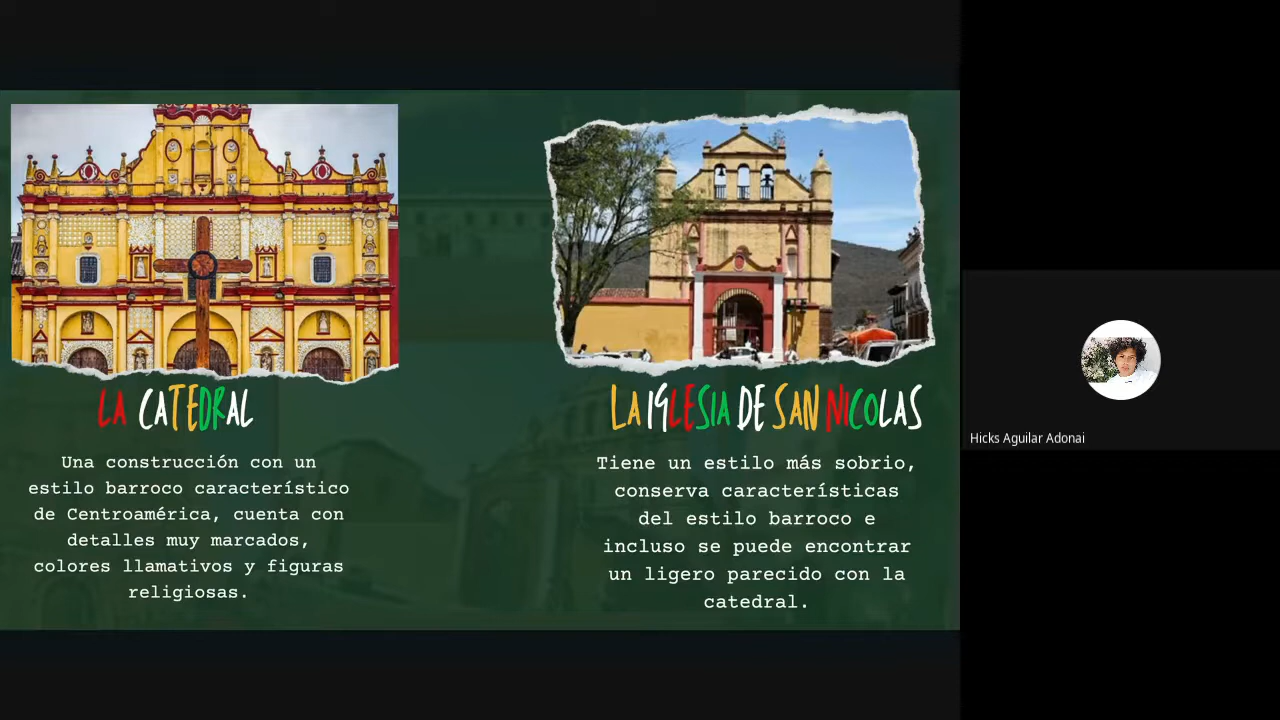 LA CATEDRAL
Una construcción con un
estilo barroco característico
de Centroamérica, cuenta con
detalles muy marcados,
colores llamativos y figuras
religiosas.
LA IGLESIA DE SAN NICOLAS
Tiene un estilo más sobrio,
conserva características
del estilo barroco e
incluso se puede encontrar
un ligero parecido con la
catedral.
Hicks Aguilar Adonai